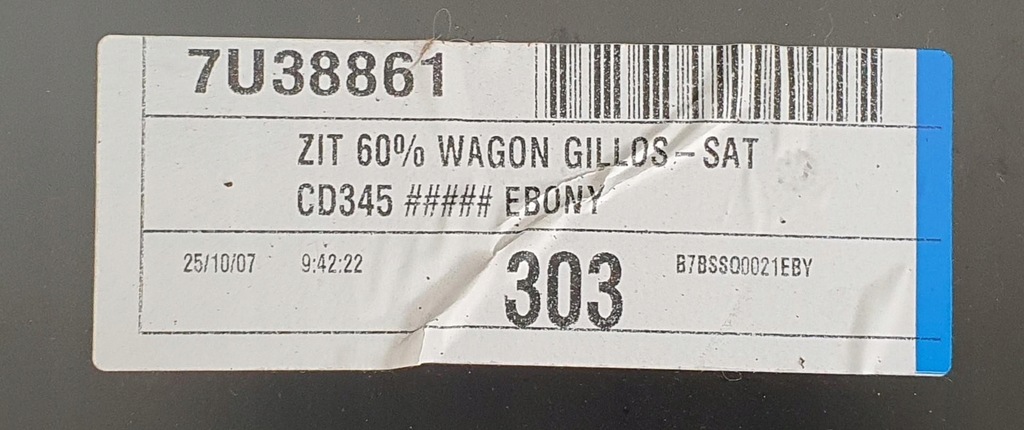 7U38861
ZIT 60% WAGON GILLOS-SAT
CD345 ##### EBONY
25/10/07 9:42:22 303 B7BSSQ0021EBY